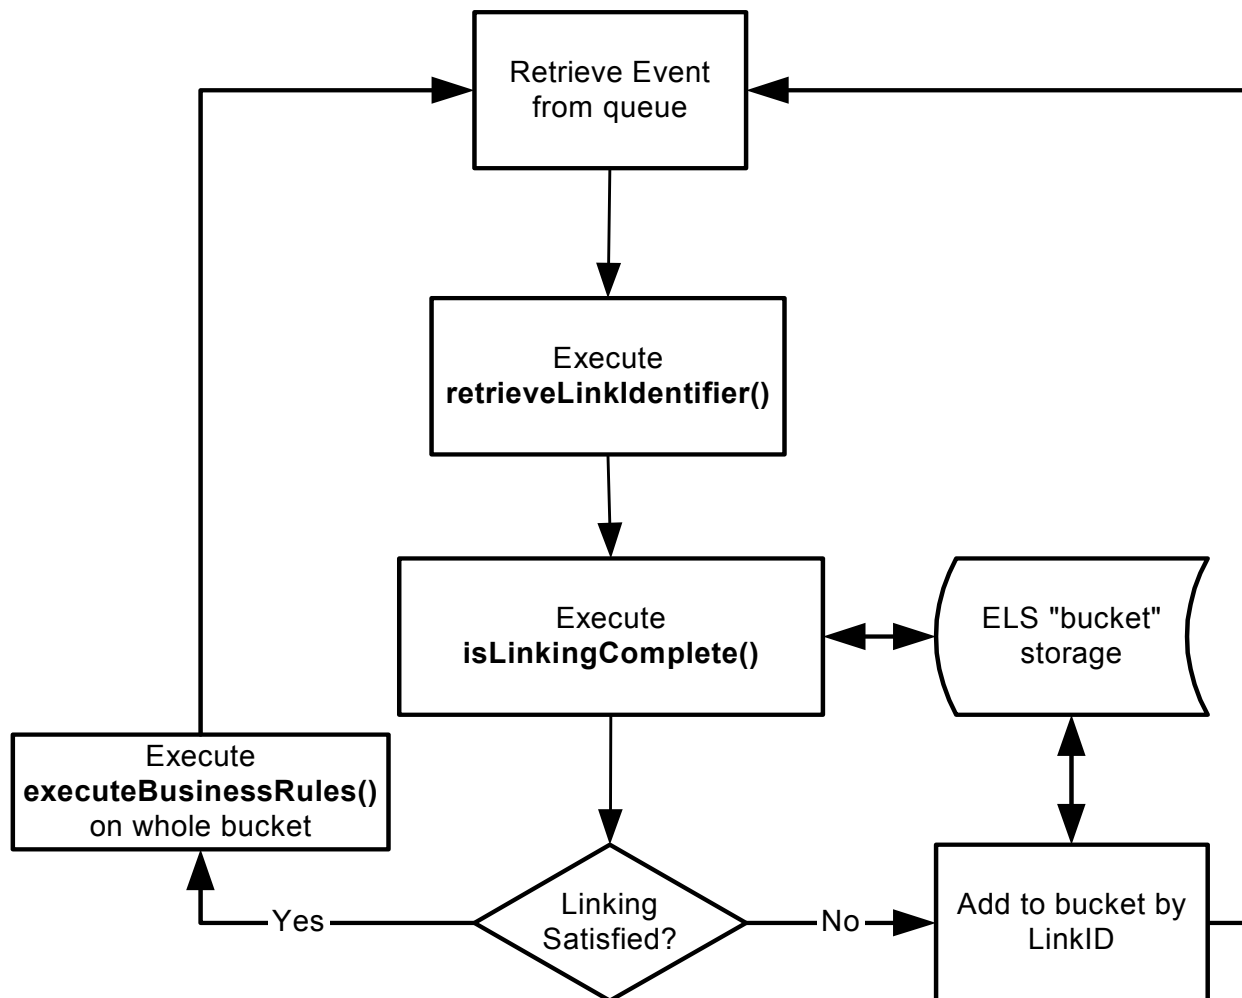 Retrieve Event
from queue
Execute
retrieveLinkIdentifier()
Execute
isLinkingComplete()
ELS "bucket"
storage
Execute
executeBusinessRules()
on whole bucket
Linking
Satisfied?
Yes
No
Add to bucket by
LinkID